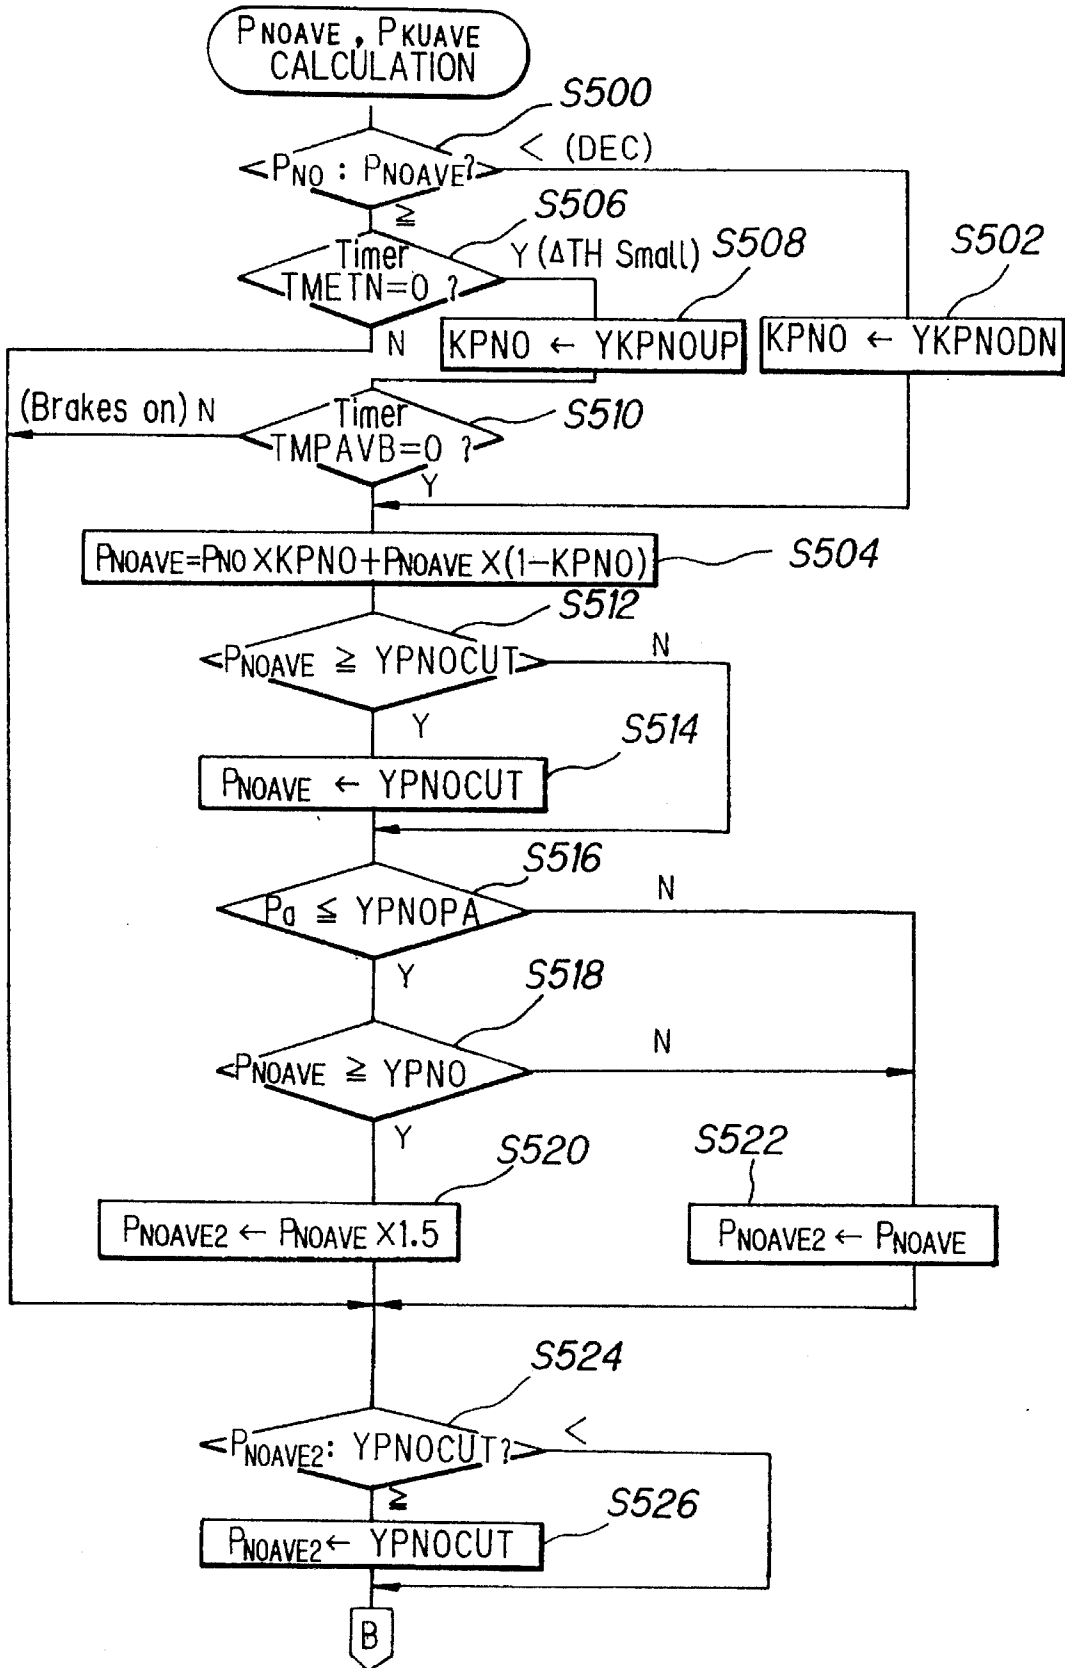 PNOAVE, PKUAVE
CALCULATION
S500
PNO : PNOAVE?
< (DEC)
≧
S506
Timer
TMETN=0 ?
Y (ΔTH Small)
N
S508
KPNO ← YKPNOUP
S502
KPNO ← YKPNODN
(Brakes on) N
S510
Timer
TMPAVB=0 ?
Y
PNOAVE=PNO×KPNO+PNOAVE×(1-KPNO)
S504
S512
PNOAVE ≧ YPNOCUT
N
Y
S514
PNOAVE ← YPNOCUT
S516
Pa ≦ YPNOPA
N
Y
S518
PNOAVE ≧ YPNO
N
Y
S520
PNOAVE2 ← PNOAVE ×1.5
S522
PNOAVE2 ← PNOAVE
S524
PNOAVE2: YPNOCUT?
<
≧
S526
PNOAVE2 ← YPNOCUT
B